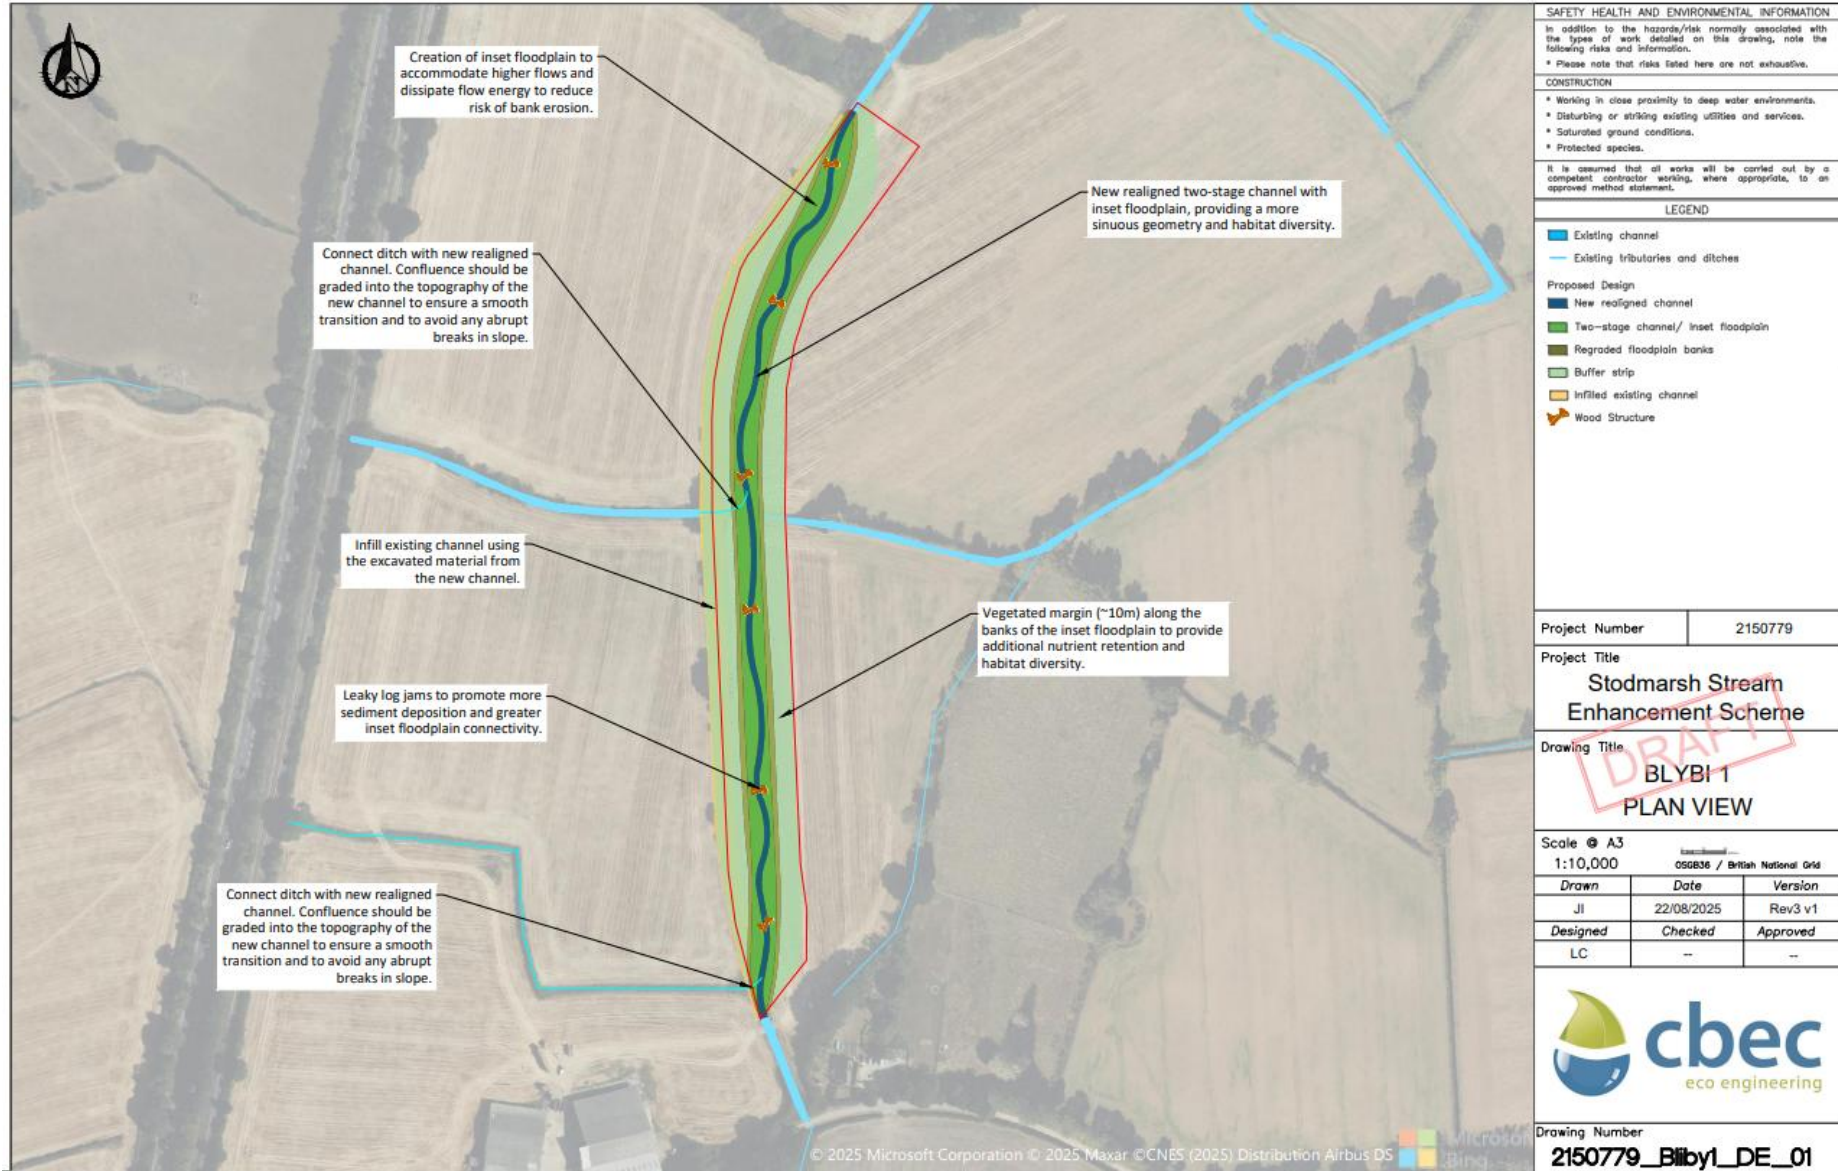 Creation of inset floodplain to
accommodate higher flows and
dissipate flow energy to reduce
risk of bank erosion.
New realigned two-stage channel with
inset floodplain, providing a more
sinuous geometry and habitat diversity.
Connect ditch with new realigned
channel. Confluence should be
graded into the topography of the
new channel to ensure a smooth
transition and to avoid any abrupt
breaks in slope.
Infill existing channel using
the excavated material from
the new channel.
Vegetated margin (~10m) along the
banks of the inset floodplain to provide
additional nutrient retention and
habitat diversity.
Leaky log jams to promote more
sediment deposition and greater
inset floodplain connectivity.
Connect ditch with new realigned
channel. Confluence should be
graded into the topography of the
new channel to ensure a smooth
transition and to avoid any abrupt
breaks in slope.
N
© 2025 Microsoft Corporation © 2025 Maxar ©CNES (2025) Distribution Airbus DS
Microsoft
Bing
SAFETY HEALTH AND ENVIRONMENTAL INFORMATION
In addition to the hazards/risk normally associated with
the types of work detailed on this drawing, note the
following risks and information.
* Please note that risks listed here are not exhaustive.
CONSTRUCTION
* Working in close proximity to deep water environments.
* Disturbing or striking existing utilities and services.
* Saturated ground conditions.
* Protected species.
It is assumed that all works will be carried out by a
competent contractor working, where appropriate, to an
approved method statement.
LEGEND
Existing channel
Existing tributaries and ditches
Proposed Design
New realigned channel
Two-stage channel/ inset floodplain
Regraded floodplain banks
Buffer strip
Infilled existing channel
Wood Structure
Project Number 2150779
Project Title
Stodmarsh Stream
Enhancement Scheme
DRAFT
Drawing Title
BLYBI 1
PLAN VIEW
Scale @ A3
1:10,000 OSGB36 / British National Grid
Drawn Date Version
JI 22/08/2025 Rev3 v1
Designed Checked Approved
LC -- --
cbec
eco engineering
Drawing Number
2150779_Bliby1_DE_01